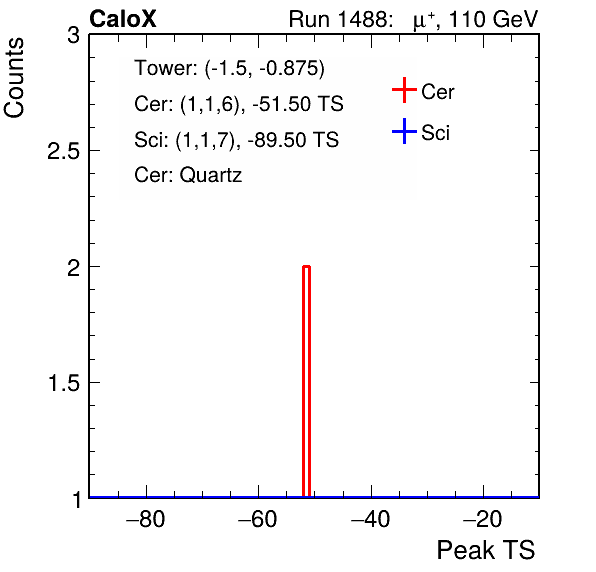 CaloX Run 1488: μ⁺, 110 GeV
Counts
3
2.5
2
1.5
1
Tower: (-1.5, -0.875)
Cer: (1,1,6), -51.50 TS
Sci: (1,1,7), -89.50 TS
Cer: Quartz
Cer
Sci
−80 −60 −40 −20
Peak TS